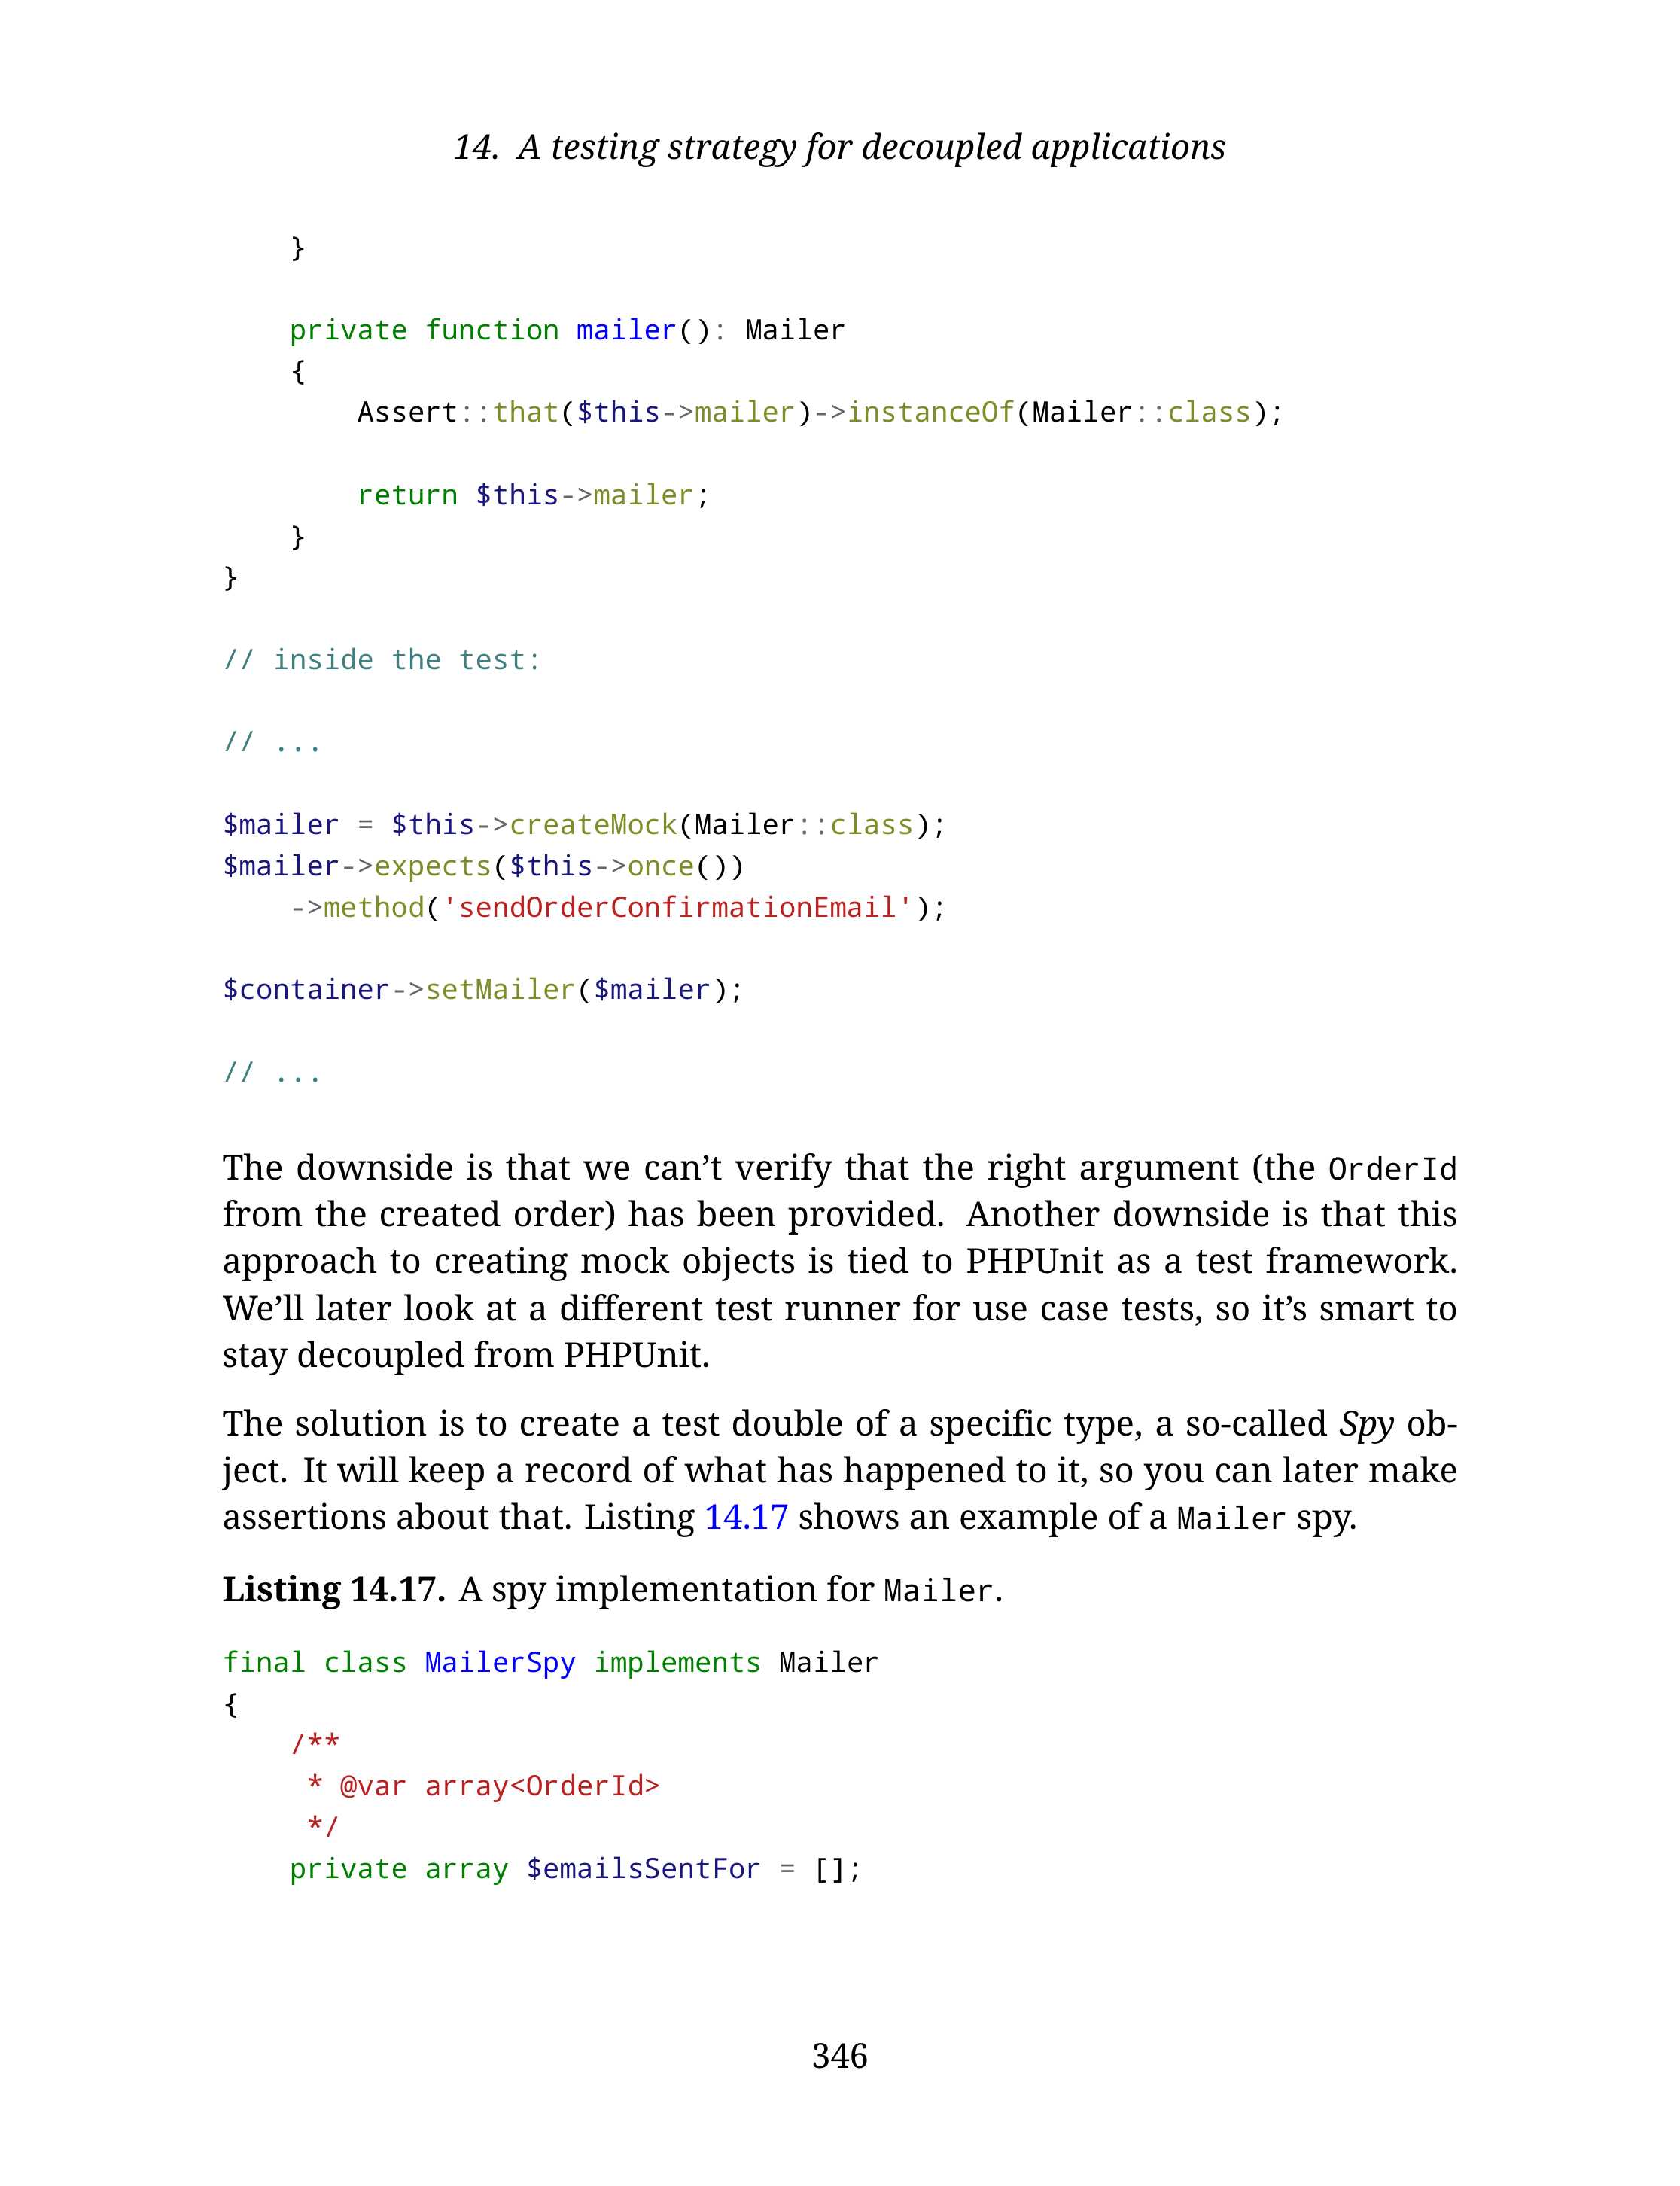 14. A testing strategy for decoupled applications
    }
    private function mailer(): Mailer
    {
        Assert::that($this->mailer)->instanceOf(Mailer::class);
        return $this->mailer;
    }
}
// inside the test:
// ...
$mailer = $this->createMock(Mailer::class);
$mailer->expects($this->once())
    ->method('sendOrderConfirmationEmail');
$container->setMailer($mailer);
// ...
The downside is that we can’t verify that the right argument (the OrderId
from the created order) has been provided. Another downside is that this
approach to creating mock objects is tied to PHPUnit as a test framework.
We’ll later look at a different test runner for use case tests, so it’s smart to
stay decoupled from PHPUnit.
The solution is to create a test double of a specific type, a so-called Spy ob-
ject. It will keep a record of what has happened to it, so you can later make
assertions about that. Listing 14.17 shows an example of a Mailer spy.
Listing 14.17. A spy implementation for Mailer.
final class MailerSpy implements Mailer
{
    /**
     * @var array<OrderId>
     */
    private array $emailsSentFor = [];
346